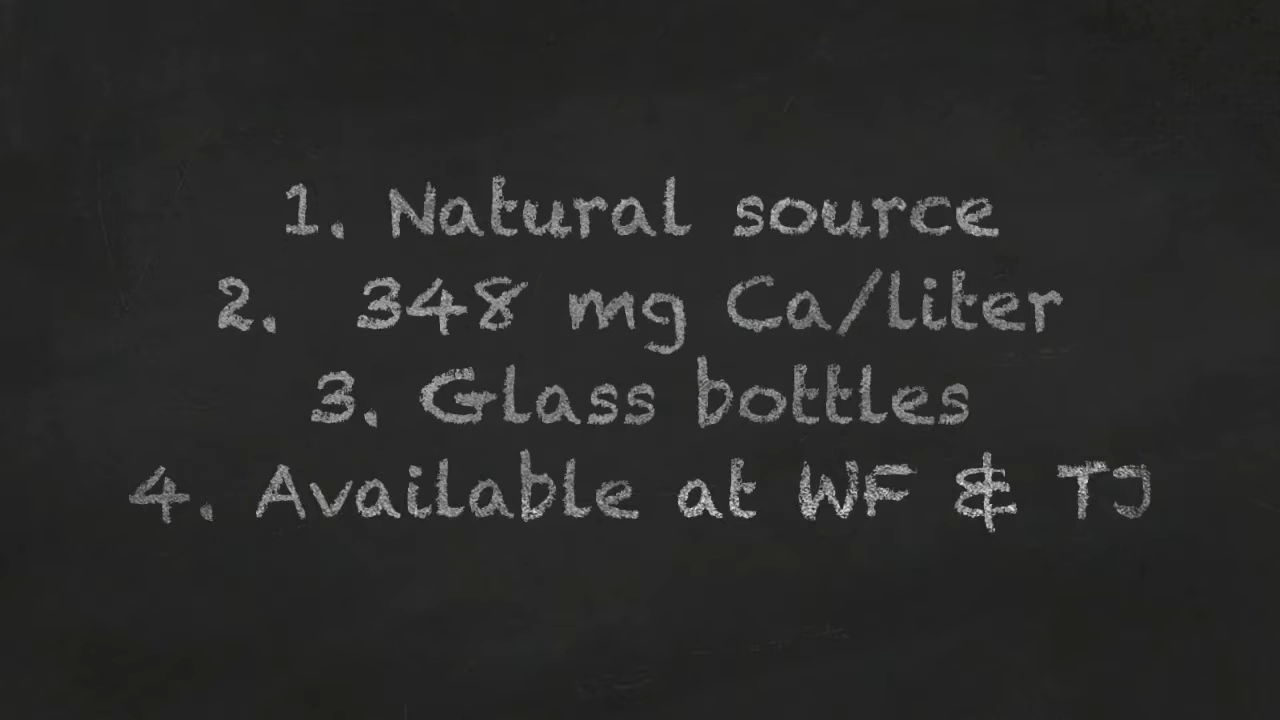 1. Natural source
2. 348 mg Ca/liter
3. Glass bottles
4. Available at WF & TJ